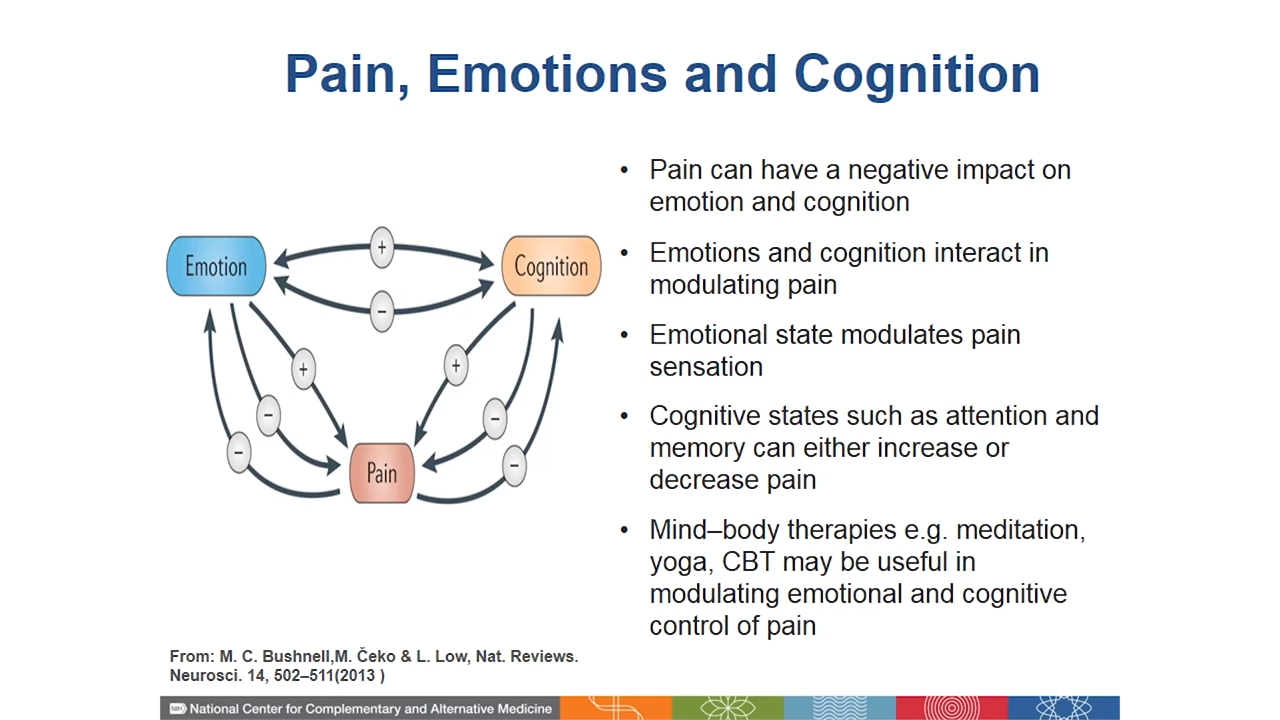 Pain, Emotions and Cognition
Emotion
+
−
Cognition
+
−
−
+
−
−
Pain
• Pain can have a negative impact on
emotion and cognition
• Emotions and cognition interact in
modulating pain
• Emotional state modulates pain
sensation
• Cognitive states such as attention and
memory can either increase or
decrease pain
• Mind–body therapies e.g. meditation,
yoga, CBT may be useful in
modulating emotional and cognitive
control of pain
From: M. C. Bushnell,M. Čeko & L. Low, Nat. Reviews.
Neurosci. 14, 502–511(2013 )
NIH National Center for Complementary and Alternative Medicine